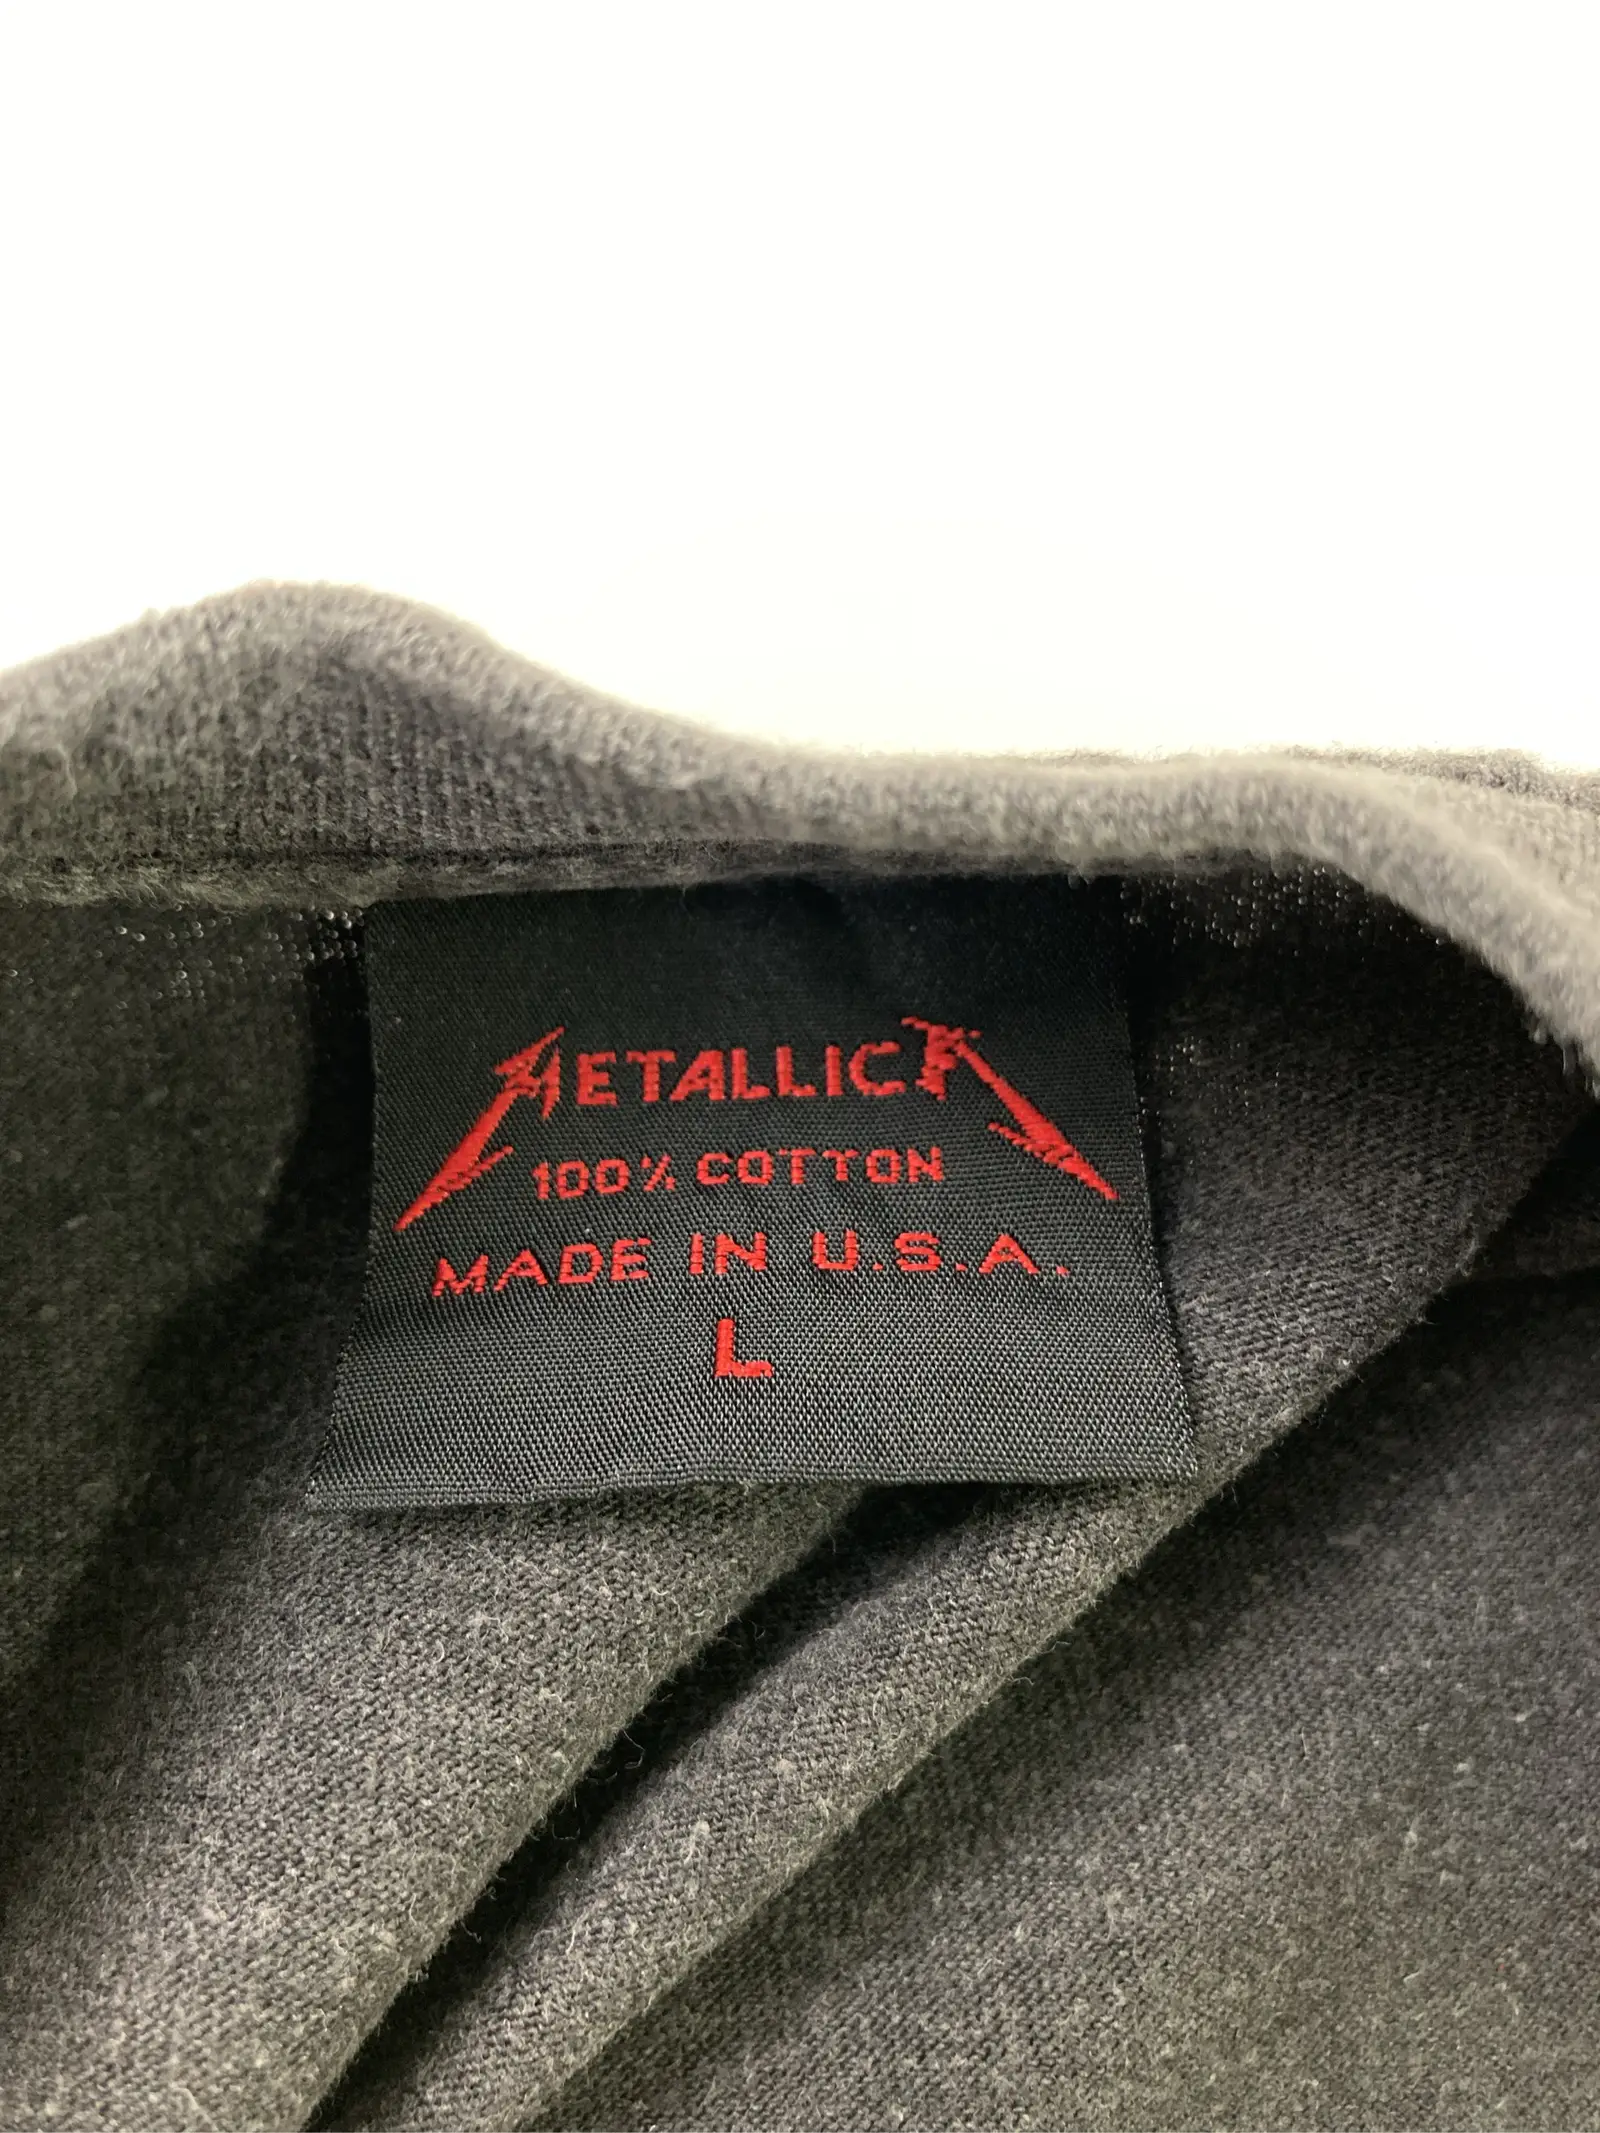 METALLICA
100% COTTON
MADE IN U.S.A.
L